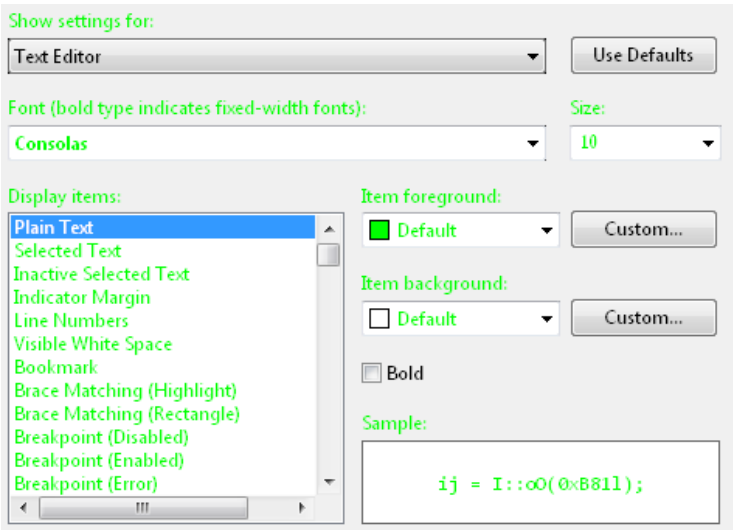 Show settings for:
Text Editor
Use Defaults
Font (bold type indicates fixed-width fonts):
Size:
Consolas
10
Display items:
Plain Text
Selected Text
Inactive Selected Text
Indicator Margin
Line Numbers
Visible White Space
Bookmark
Brace Matching (Highlight)
Brace Matching (Rectangle)
Breakpoint (Disabled)
Breakpoint (Enabled)
Breakpoint (Error)
Item foreground:
Default
Custom...
Item background:
Default
Custom...
Bold
Sample:
ij = I::oO(0xB81l);